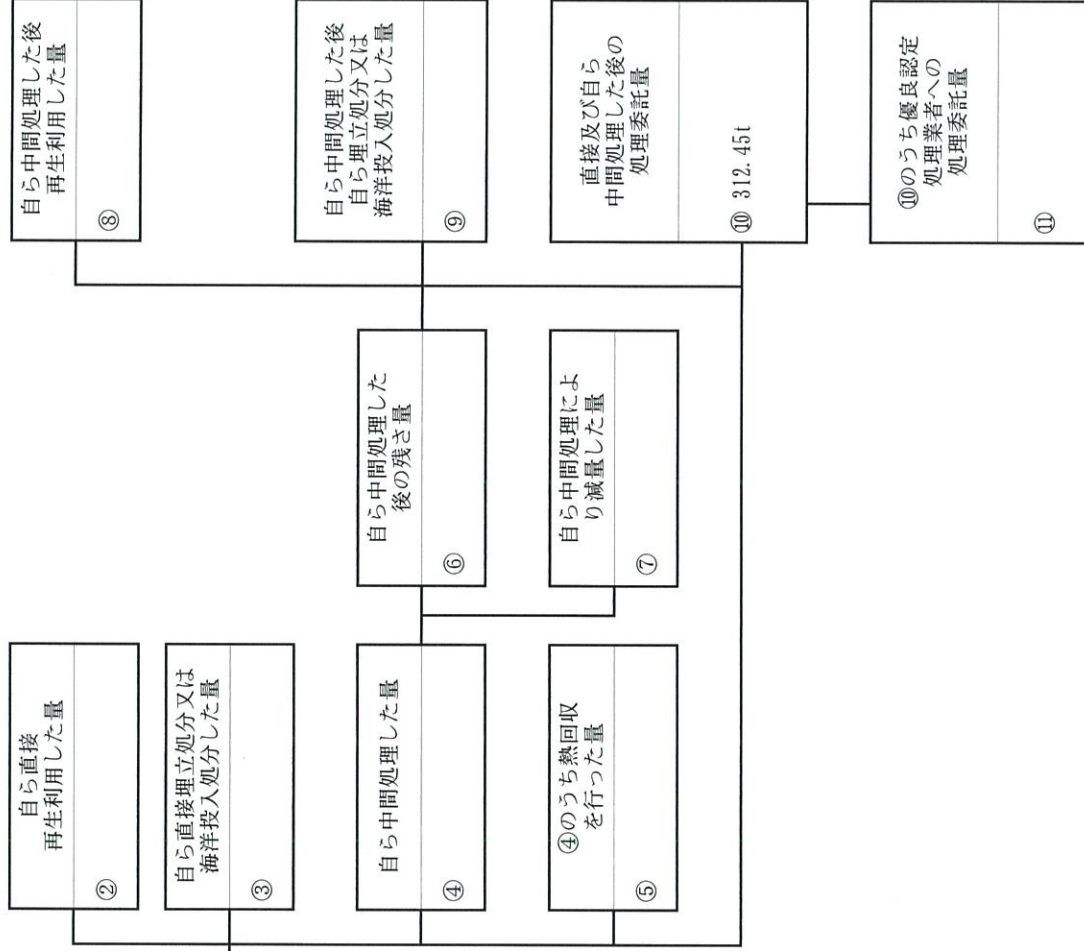 自ら直接
再生利用した量
②
自ら直接埋立処分又は
海洋投入処分した量
③
自ら中間処理した量
④
④のうち熱回収
を行った量
⑤
自ら中間処理した
後の残さ量
⑥
自ら中間処理によ
り減量した量
⑦
自ら中間処理した後
再生利用した量
⑧
自ら中間処理した後
自ら埋立処分又は
海洋投入処分した量
⑨
直接及び自ら
中間処理した後の
処理委託量
⑩ 312.45t
⑩のうち優良認定
処理業者への
処理委託量
⑪